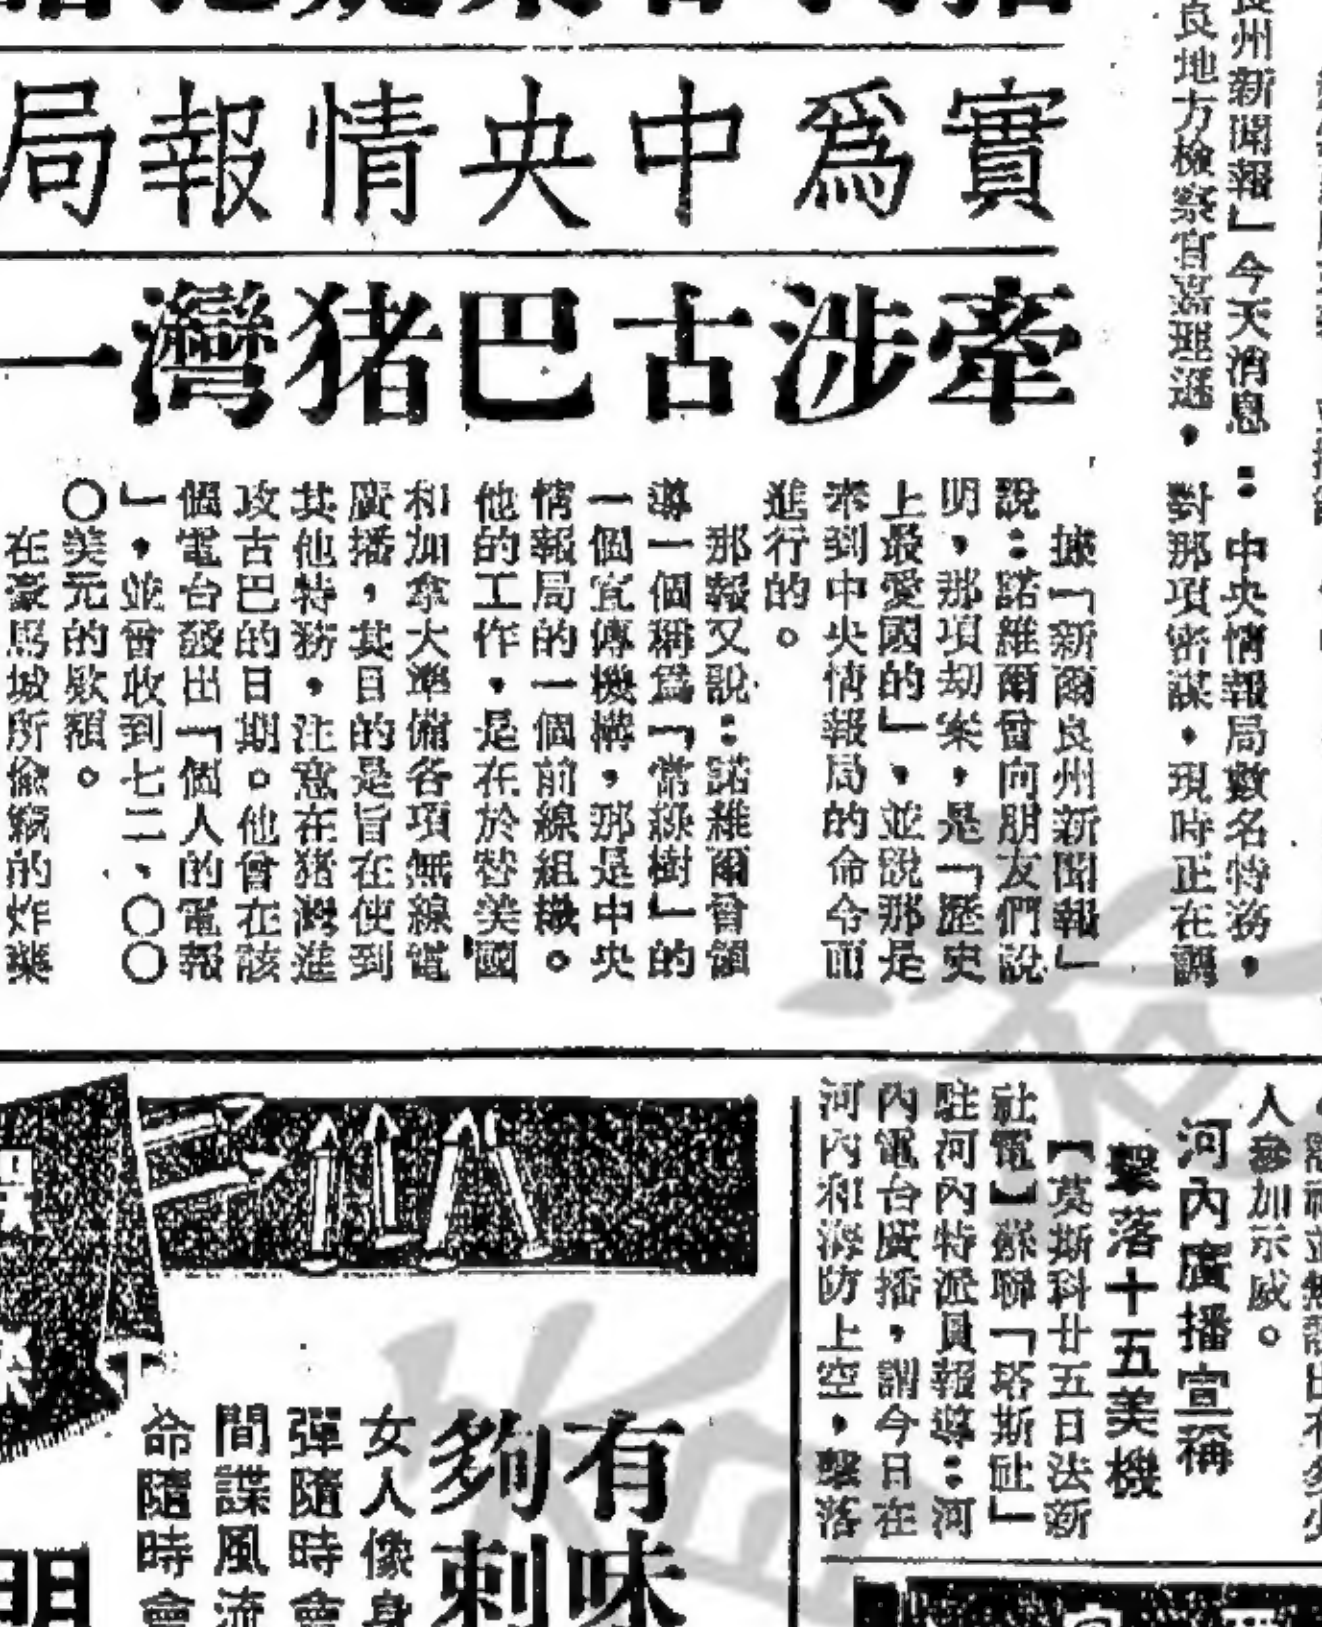 實爲中央情報局
牽涉古巴猪灣一
良州新聞報」今天消息：中央情報局數名特務，
良地方檢察官嘉理遜，對那項密謀，現時正在調
據「新爾良州新聞報」
說：諾維爾曾向朋友們說
明，那項刧案，是「歷史
上最愛國的」，並說那是
奉到中央情報局的命令而
進行的。
那報又說：諾維爾曾領
導一個稱爲「常綠樹」的
一個宣傳機構，那是中央
情報局的一個前線組織。
他的工作，是在於替美國
和加拿大準備各項無線電
廣播，其目的是旨在使到
其他特務，注意在猪灣進
攻古巴的日期。他曾在該
個電台發出「個人的電報
」，並曾收到七二、〇〇
〇美元的欵額。
在豪馬城所偷竊的炸藥
人參加示威。
河內廣播宣稱
擊落十五美機
【莫斯科廿五日法新
社電】蘇聯「塔斯社」
駐河內特派員報導：河
內電台廣播，謂今日在
河內和海防上空，擊落
有味
夠刺
女人像身
彈隨時會
間諜風流
命隨時會